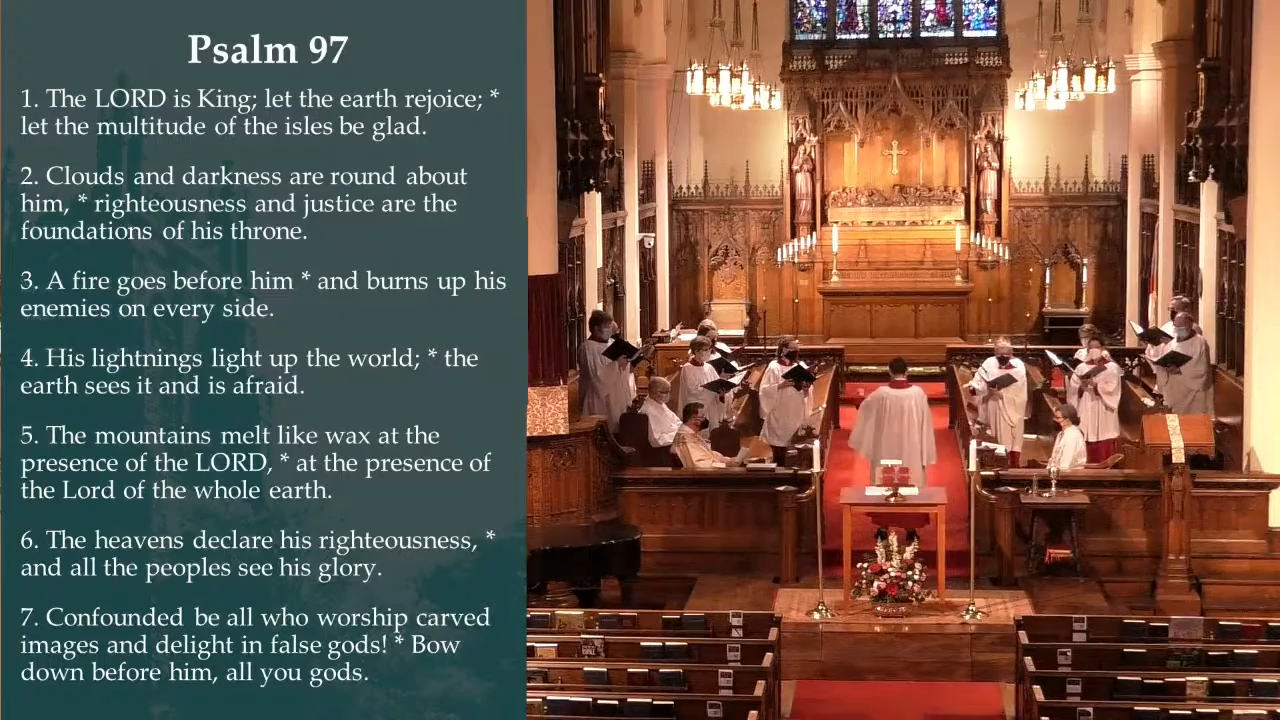 Psalm 97
1. The LORD is King; let the earth rejoice; *
let the multitude of the isles be glad.
2. Clouds and darkness are round about
him, * righteousness and justice are the
foundations of his throne.
3. A fire goes before him * and burns up his
enemies on every side.
4. His lightnings light up the world; * the
earth sees it and is afraid.
5. The mountains melt like wax at the
presence of the LORD, * at the presence of
the Lord of the whole earth.
6. The heavens declare his righteousness, *
and all the peoples see his glory.
7. Confounded be all who worship carved
images and delight in false gods! * Bow
down before him, all you gods.